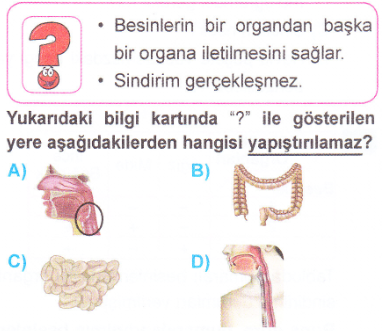 ?
• Besinlerin bir organdan başka
bir organa iletilmesini sağlar.
• Sindirim gerçekleşmez.
Yukarıdaki bilgi kartında “?” ile gösterilen
yere aşağıdakilerden hangisi yapıştırılamaz?
A) B)
C) D)